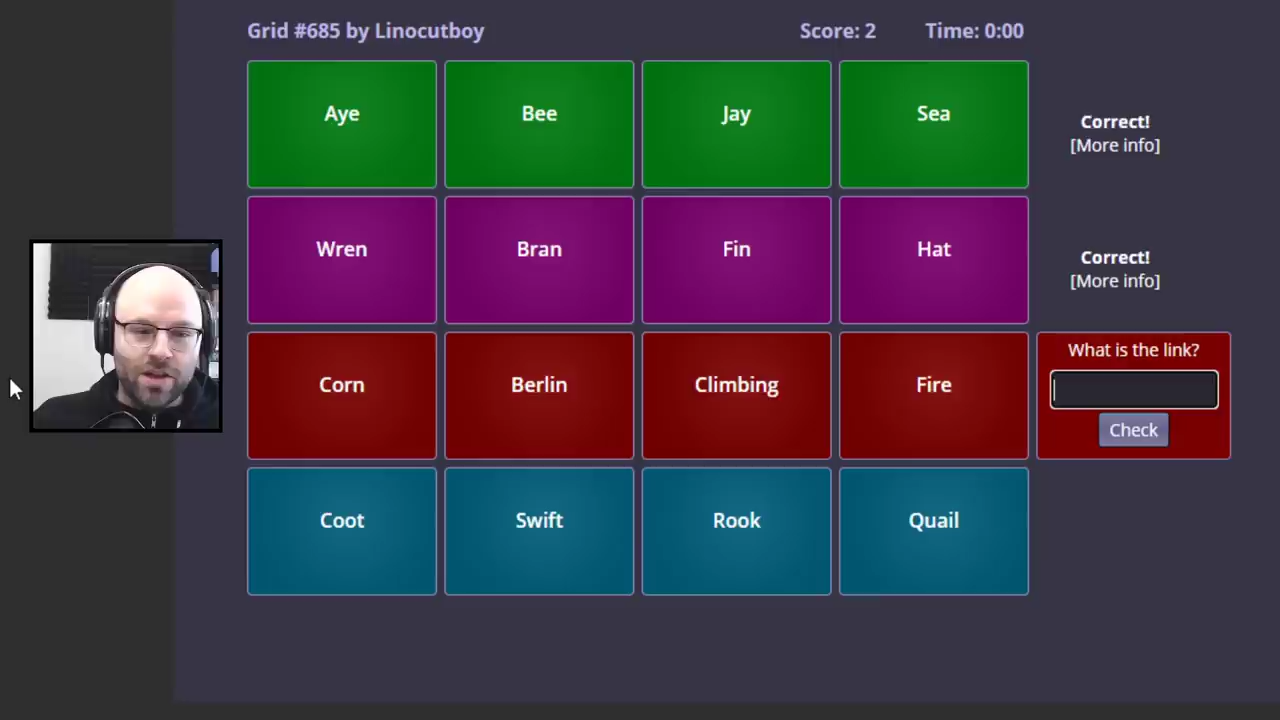 Grid #685 by Linocutboy Score: 2 Time: 0:00
Aye Bee Jay Sea
Correct!
[More info]
Wren Bran Fin Hat
Correct!
[More info]
Corn Berlin Climbing Fire
What is the link?
Check
Coot Swift Rook Quail